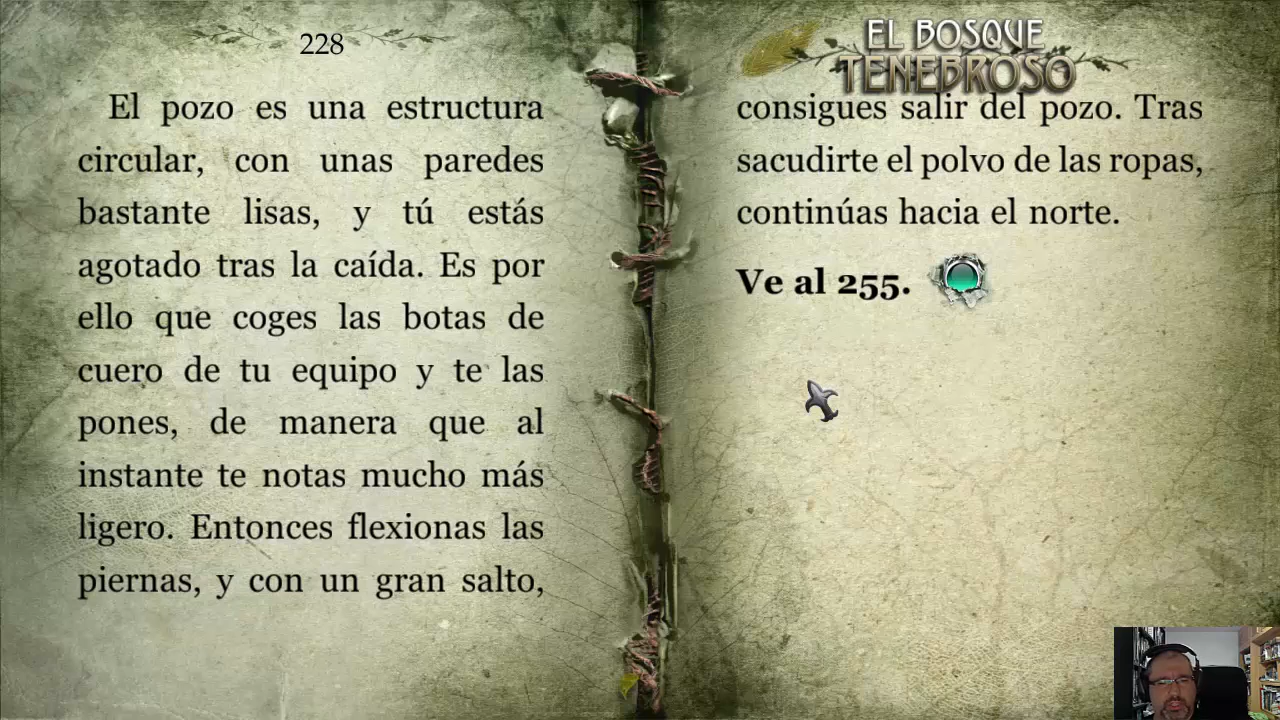 228
El pozo es una estructura
circular, con unas paredes
bastante lisas, y tú estás
agotado tras la caída. Es por
ello que coges las botas de
cuero de tu equipo y te las
pones, de manera que al
instante te notas mucho más
ligero. Entonces flexionas las
piernas, y con un gran salto,
EL BOSQUE
TENEBROSO
consigues salir del pozo. Tras
sacudirte el polvo de las ropas,
continúas hacia el norte.
Ve al 255.